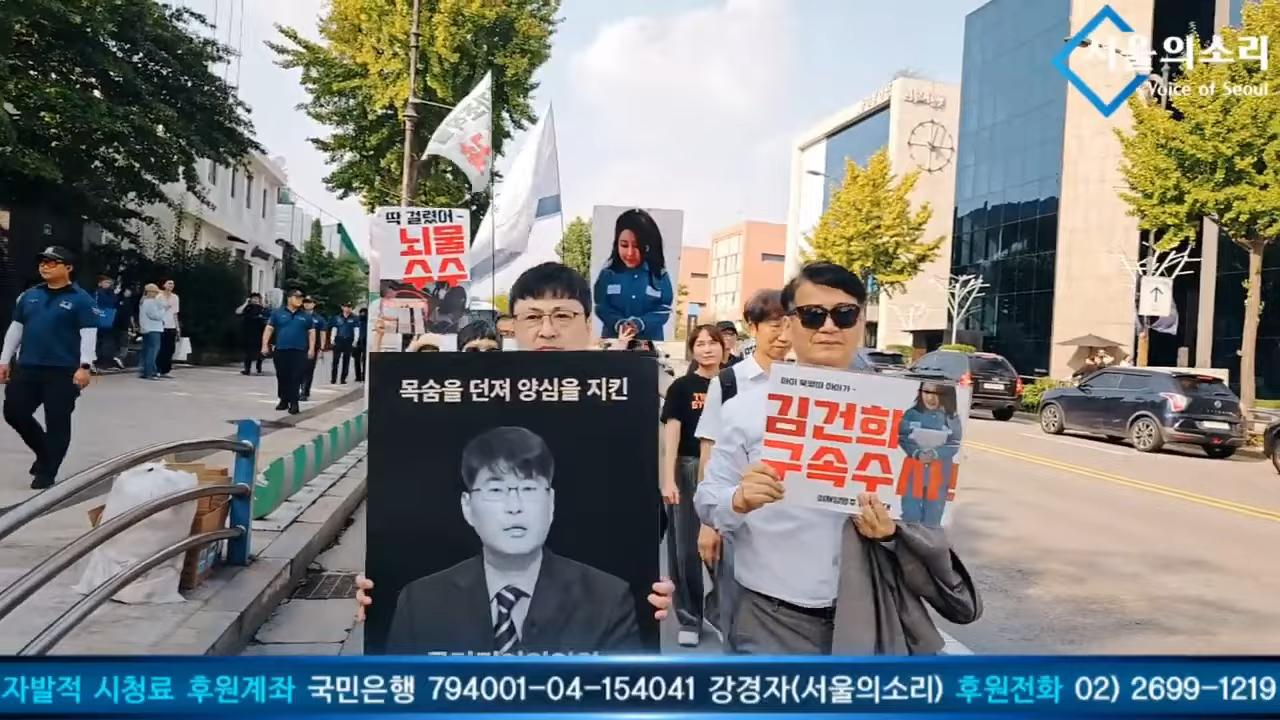 서울의소리
Voice of Seoul
딱 걸렸어~
뇌물
수수
목숨을 던져 양심을 지킨
김건희
구속수사!
자발적 시청료 후원계좌 국민은행 794001-04-154041 강경자(서울의소리) 후원전화 02) 2699-1219